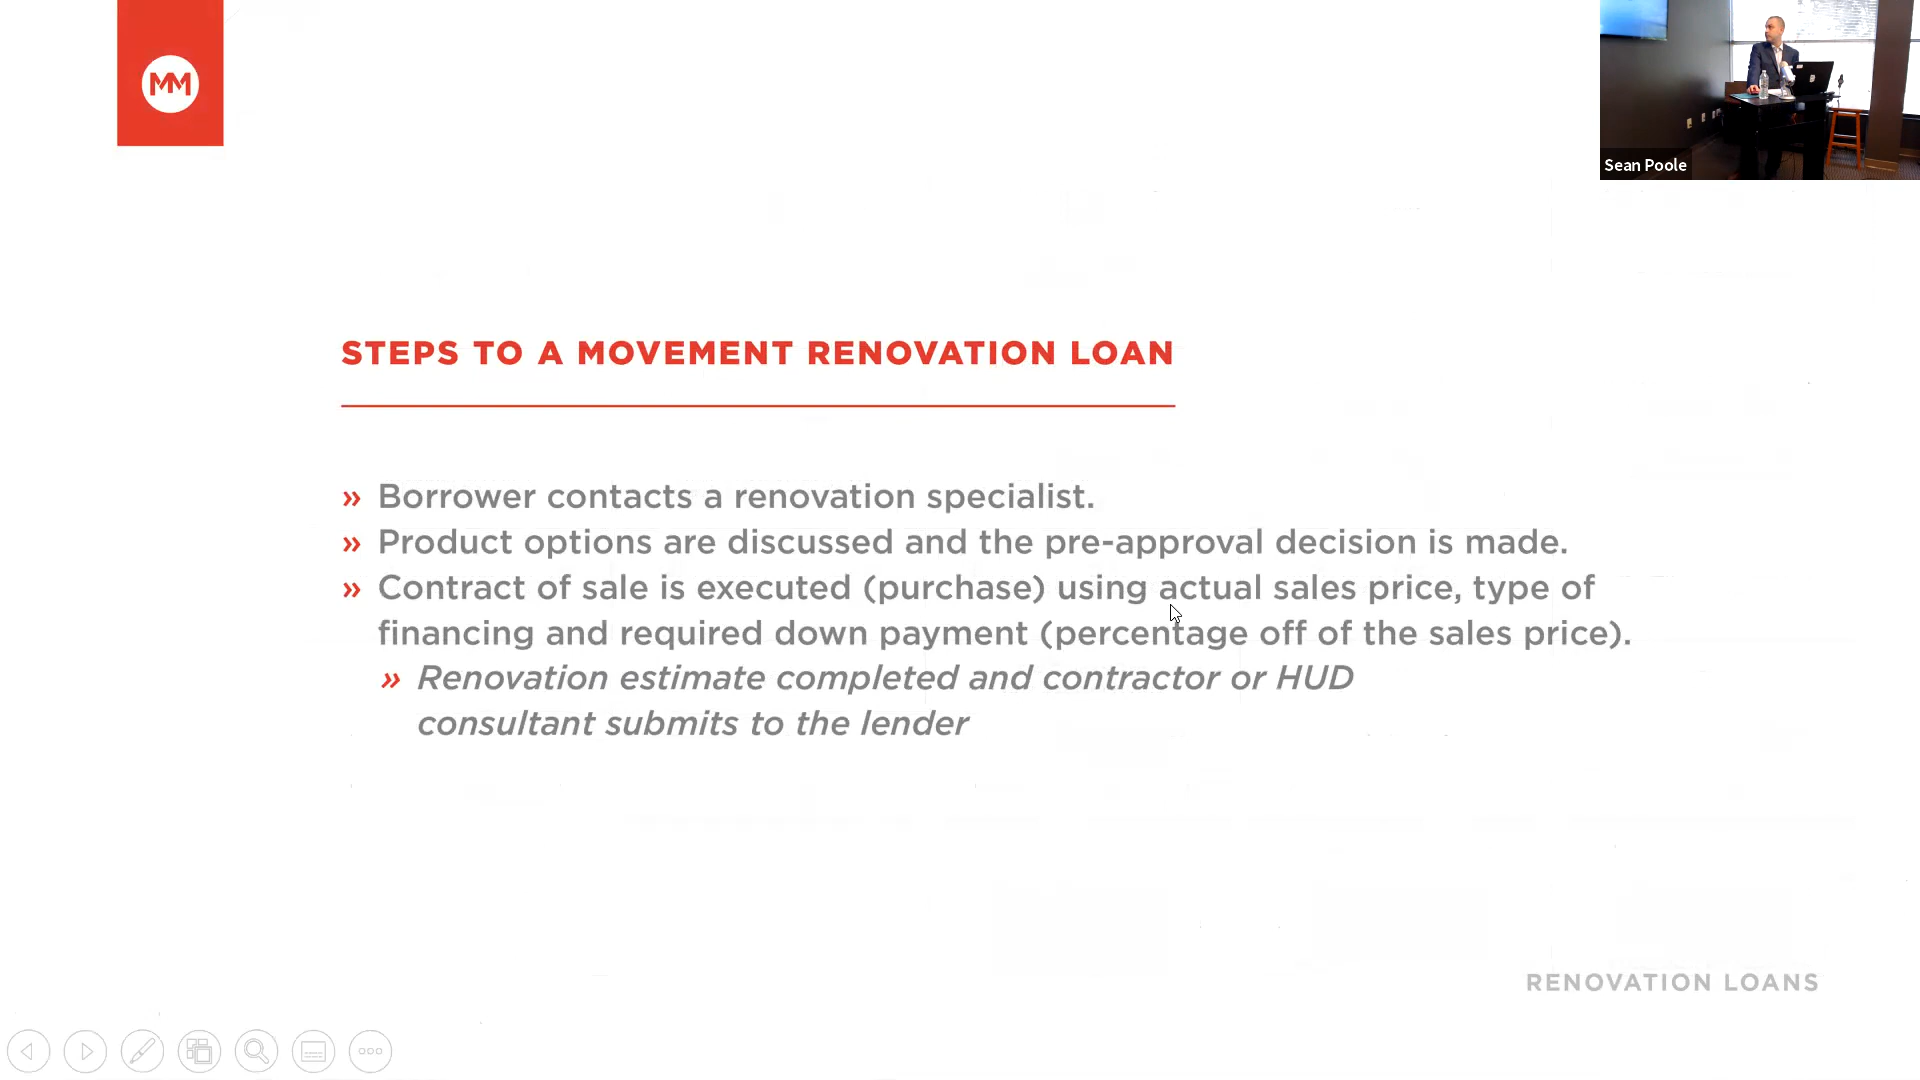 MM
Sean Poole
STEPS TO A MOVEMENT RENOVATION LOAN
» Borrower contacts a renovation specialist.
» Product options are discussed and the pre-approval decision is made.
» Contract of sale is executed (purchase) using actual sales price, type of
financing and required down payment (percentage off of the sales price).
» Renovation estimate completed and contractor or HUD
consultant submits to the lender
RENOVATION LOANS